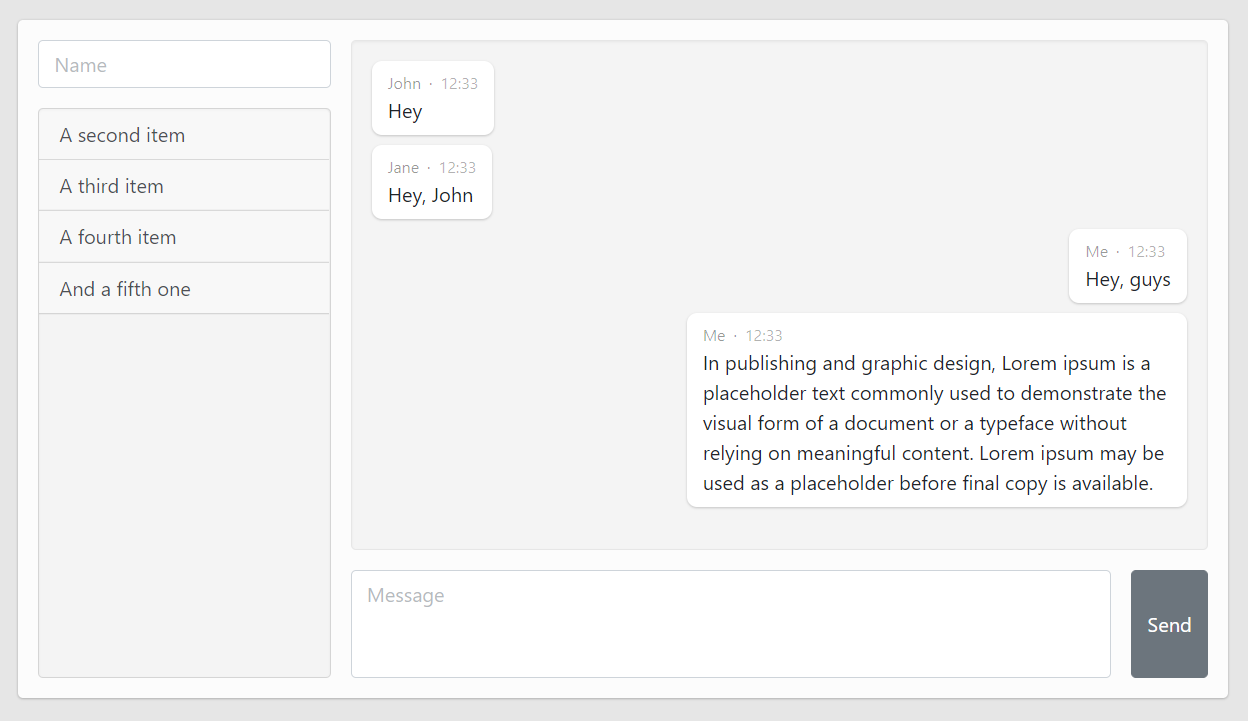 Name
A second item
A third item
A fourth item
And a fifth one
John · 12:33
Hey
Jane · 12:33
Hey, John
Me · 12:33
Hey, guys
Me · 12:33
In publishing and graphic design, Lorem ipsum is a
placeholder text commonly used to demonstrate the
visual form of a document or a typeface without
relying on meaningful content. Lorem ipsum may be
used as a placeholder before final copy is available.
Message
Send